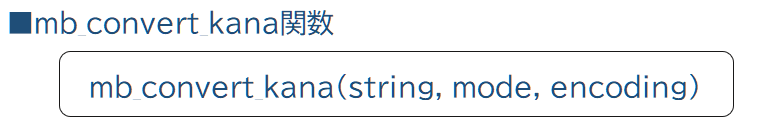 ■mb_convert_kana関数
mb_convert_kana(string, mode, encoding)